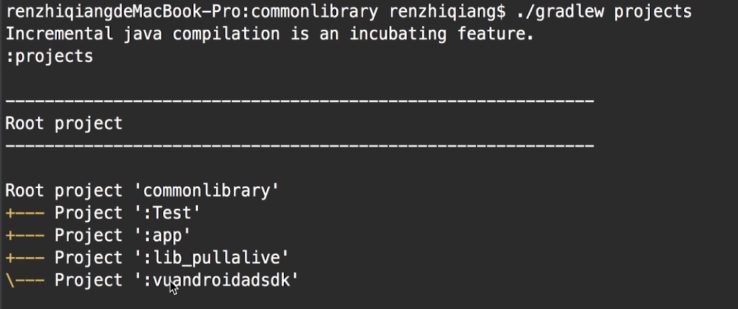 renzhiqiangdeMacBook-Pro:commonlibrary renzhiqiang$ ./gradlew projects
Incremental java compilation is an incubating feature.
:projects
------------------------------------------------------------
Root project
------------------------------------------------------------
Root project 'commonlibrary'
+--- Project ':Test'
+--- Project ':app'
+--- Project ':lib_pullalive'
\--- Project ':vuandroidadsdk'